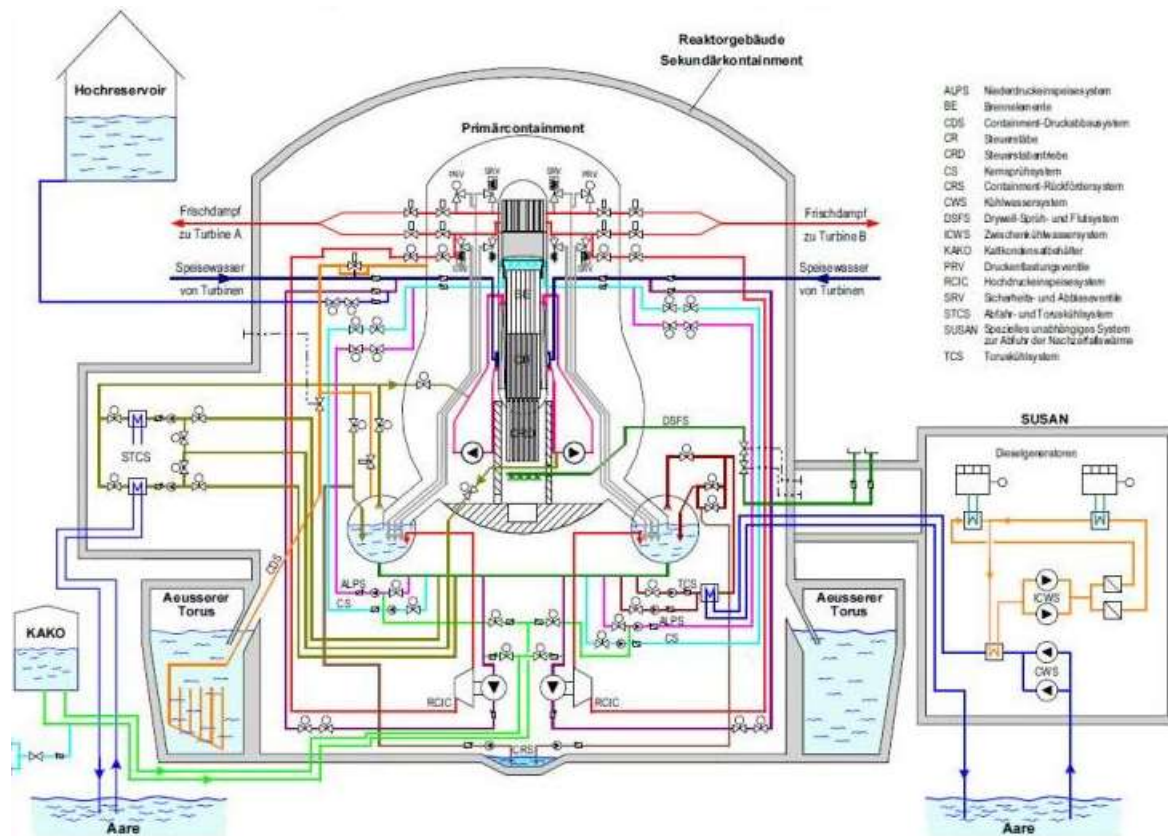 Reaktorgebäude
Sekundärkontainment
Hochreservoir
Primärcontainment
ALPS Niederdruckeinspeisesystem
BE Brennelemente
CDS Containment-Druckabbausystem
CR Steuerstäbe
CRD Steuerstabantriebe
CS Kernsprühsystem
CRS Containment-Rückfördersystem
CWS Kühlwassersystem
DSFS Drywell-Sprüh- und Flutsystem
ICWS Zwischenkühlwassersystem
KAKO Kaltkondensatbehälter
PRV Druckentlastungsventile
RCIC Hochdruckeinspeisesystem
SRV Sicherheits- und Abblaseventile
STCS Abfahr- und Toruskühlsystem
SUSAN Spezielles unabhängiges System
zur Abfuhr der Nachzerfallswärme
TCS Toruskühlsystem
PRV SRV SRV PRV
Frischdampf
zu Turbine A
Frischdampf
zu Turbine B
SRV SRV
Speisewasser
von Turbinen
Speisewasser
von Turbinen
BE
CR
CRD
DSFS
STCS
SUSAN
Dieselgeneratoren
CDS
ALPS
CS
TCS
ALPS
CS
ICWS
CWS
Aeusserer
Torus
Aeusserer
Torus
KAKO
RCIC
RCIC
CRS
Aare
Aare